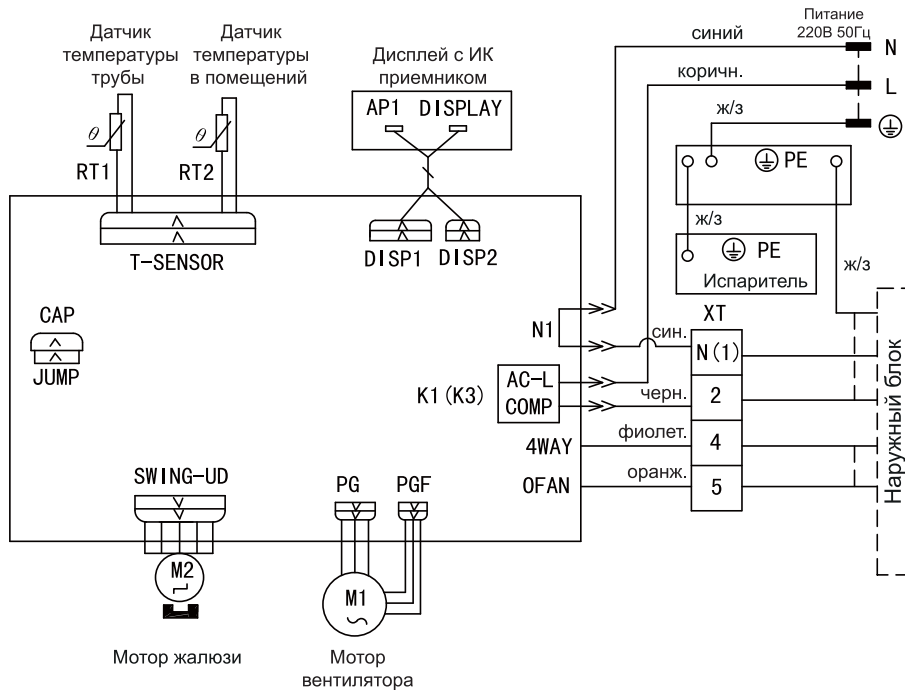 Датчик
температуры
трубы
Датчик
температуры
в помещений
Дисплей с ИК
приемником
AP1 DISPLAY
Питание
220В 50Гц
синий
N
коричн.
L
ж/з
θ
RT1
θ
RT2
PE
ж/з
PE
Испаритель
ж/з
T-SENSOR
DISP1 DISP2
CAP
JUMP
N1
син.
XT
N(1)
K1(K3)
AC-L
COMP
черн.
2
4WAY
фиолет.
4
OFAN
оранж.
5
Наружный блок
SWING-UD
PG
PGF
M2
M1
Мотор жалюзи
Мотор
вентилятора